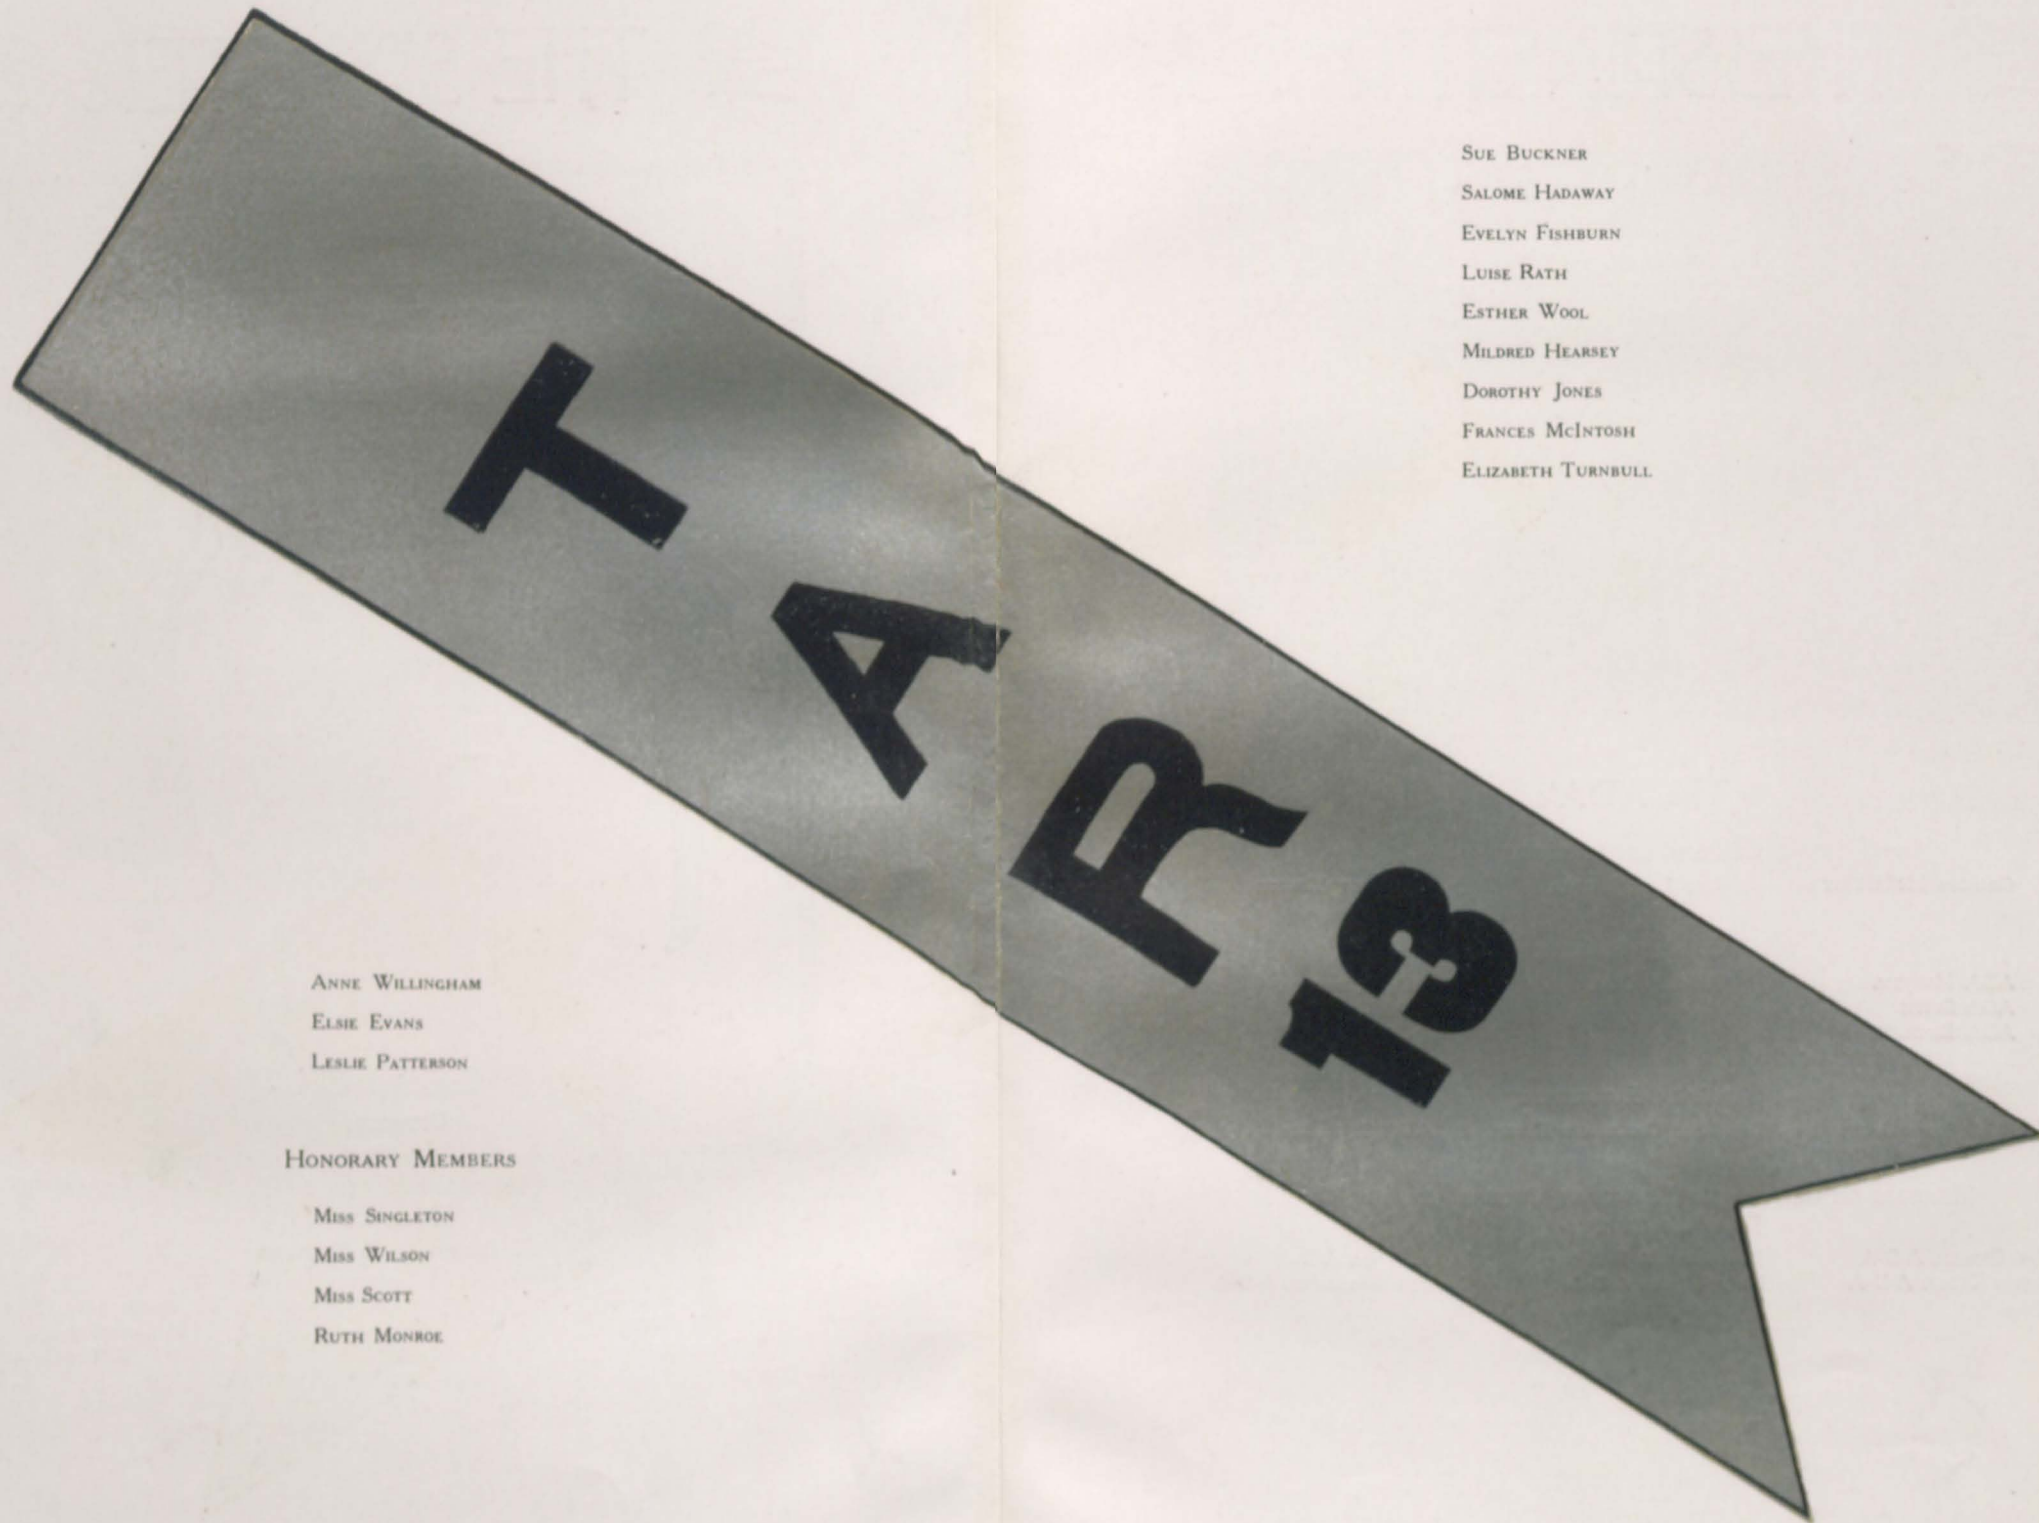 T
A
R
13
Anne Willingham
Elsie Evans
Leslie Patterson
Honorary Members
Miss Singleton
Miss Wilson
Miss Scott
Ruth Monroe
Sue Buckner
Salome Hadaway
Evelyn Fishburn
Luise Rath
Esther Wool
Mildred Hearsey
Dorothy Jones
Frances McIntosh
Elizabeth Turnbull